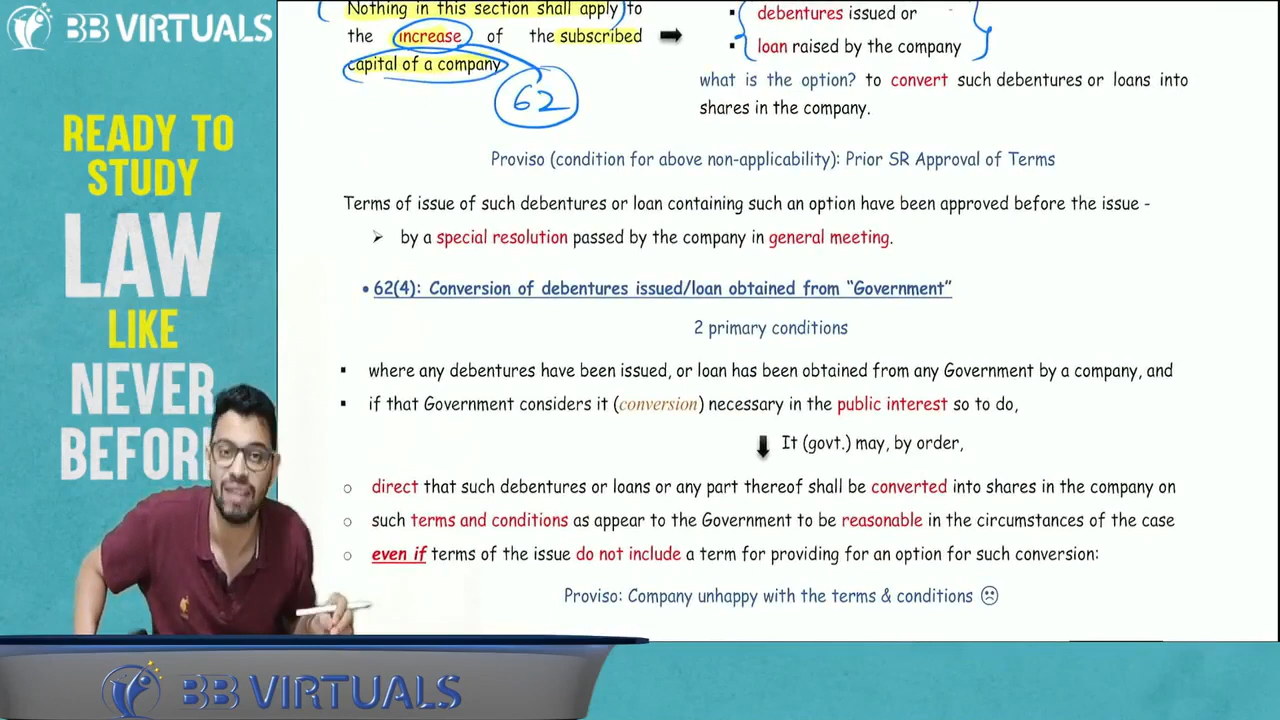 BB VIRTUALS
READY TO
STUDY
LAW
LIKE
NEVER
BEFOR
Nothing in this section shall apply to
the increase of the subscribed
capital of a company
62
▪ debentures issued or
▪ loan raised by the company
what is the option? to convert such debentures or loans into
shares in the company.
Proviso (condition for above non-applicability): Prior SR Approval of Terms
Terms of issue of such debentures or loan containing such an option have been approved before the issue -
➢ by a special resolution passed by the company in general meeting.
• 62(4): Conversion of debentures issued/loan obtained from “Government”
2 primary conditions
▪ where any debentures have been issued, or loan has been obtained from any Government by a company, and
▪ if that Government considers it (conversion) necessary in the public interest so to do,
It (govt.) may, by order,
o direct that such debentures or loans or any part thereof shall be converted into shares in the company on
o such terms and conditions as appear to the Government to be reasonable in the circumstances of the case
o even if terms of the issue do not include a term for providing for an option for such conversion:
Proviso: Company unhappy with the terms & conditions ☹
BB VIRTUALS